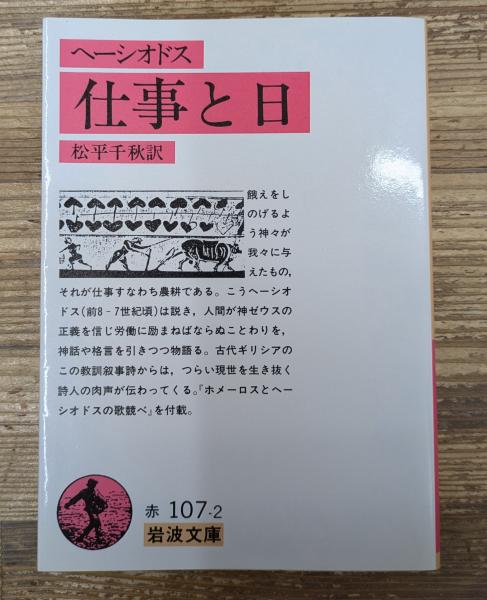 ヘーシオドス
仕事と日
松平千秋訳
餓えをし
のげるよ
う神々が
我々に与
えたもの，
それが仕事すなわち農耕である。こうヘーシオ
ドス(前8‐7世紀頃)は説き，人間が神ゼウスの
正義を信じ労働に励まねばならぬことわりを，
神話や格言を引きつつ物語る。古代ギリシアの
この教訓叙事詩からは，つらい現世を生き抜く
詩人の肉声が伝わってくる。『ホメーロスとヘー
シオドスの歌競べ』を付載。
赤 107-2
岩波文庫